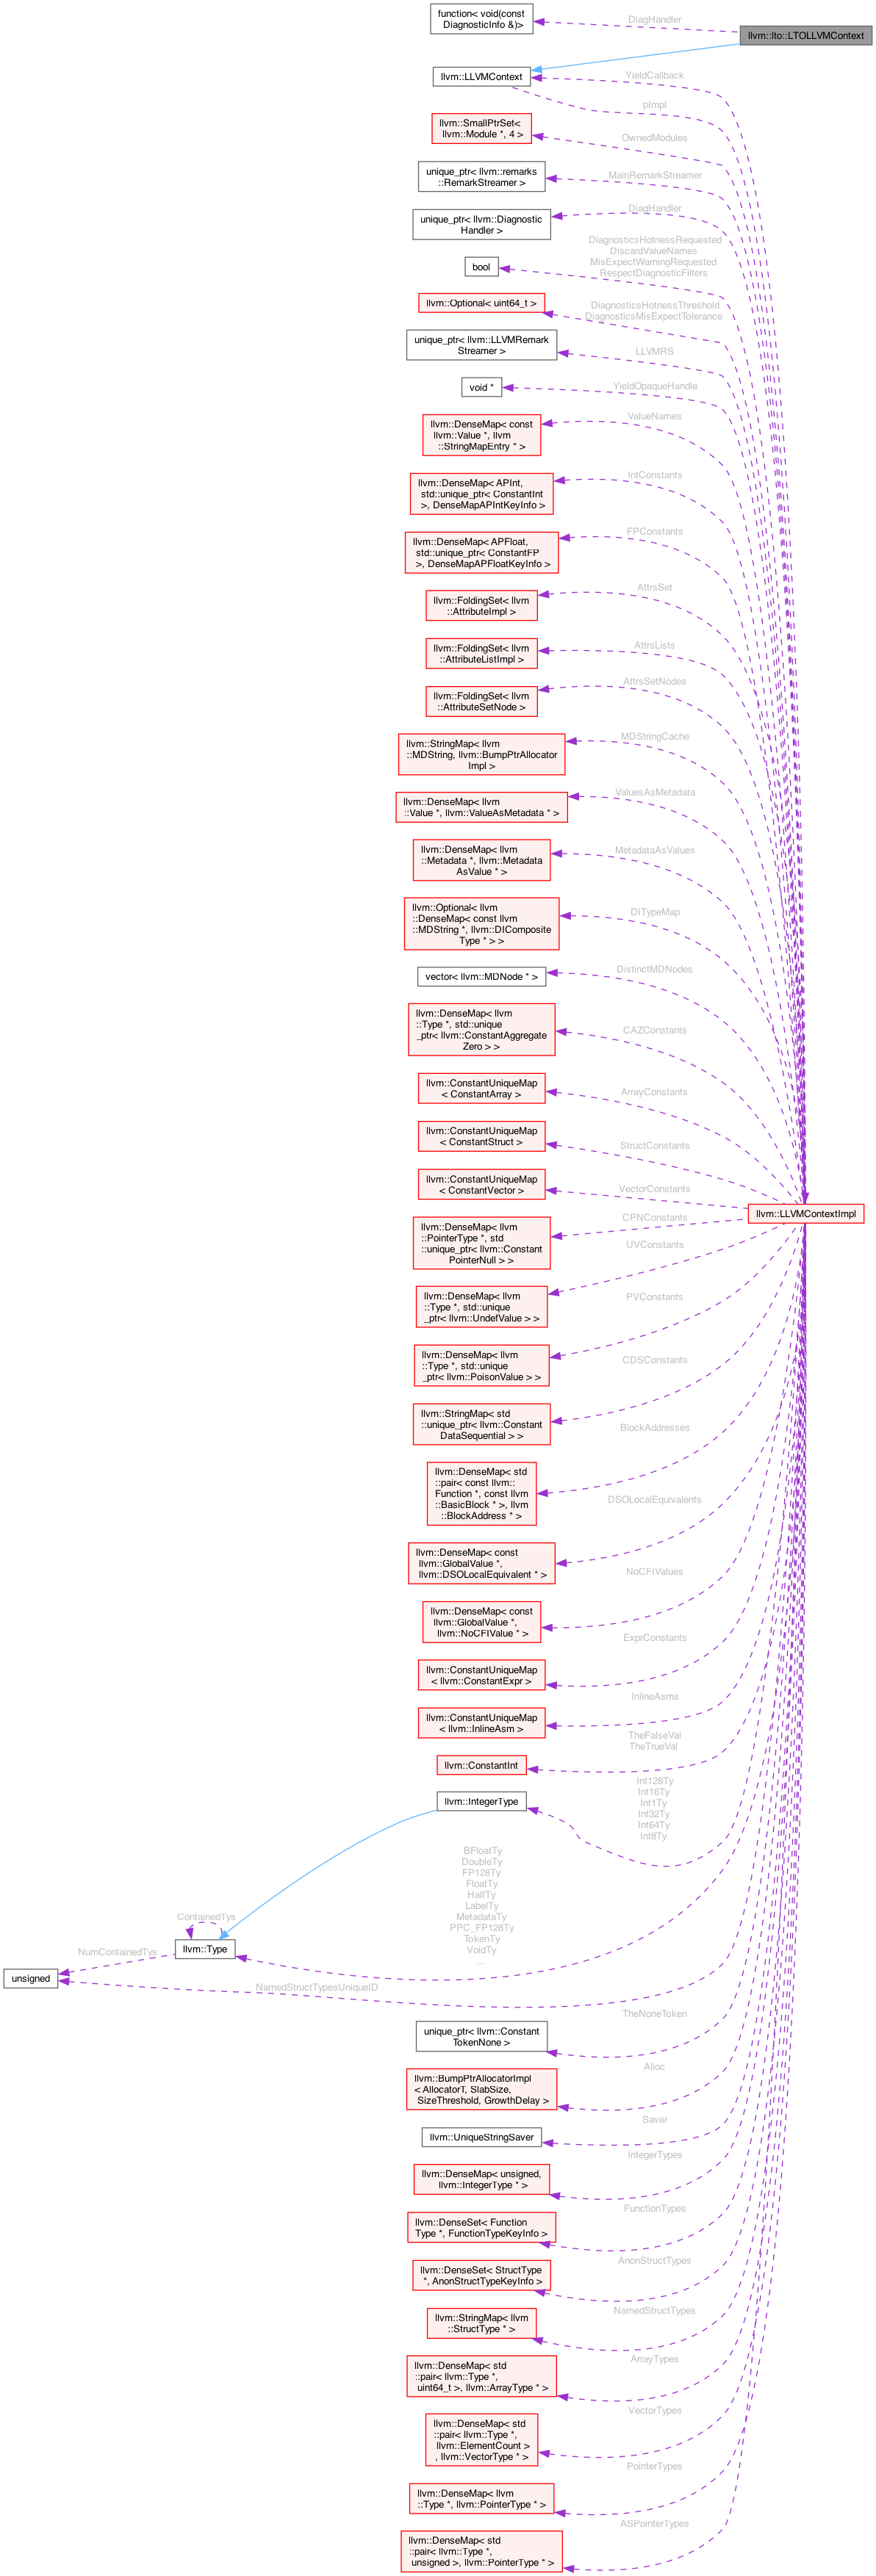 function< void(const
DiagnosticInfo &)>
DiagHandler
llvm::lto::LTOLLVMContext
llvm::LLVMContext
YieldCallback
pImpl
llvm::SmallPtrSet<
llvm::Module *, 4 >
OwnedModules
unique_ptr< llvm::remarks
::RemarkStreamer >
MainRemarkStreamer
unique_ptr< llvm::Diagnostic
Handler >
DiagHandler
bool
DiagnosticsHotnessRequested
DiscardValueNames
MisExpectWarningRequested
RespectDiagnosticFilters
llvm::Optional< uint64_t >
DiagnosticsHotnessThreshold
DiagnosticsMisExpectTolerance
unique_ptr< llvm::LLVMRemark
Streamer >
LLVMRS
void *
YieldOpaqueHandle
llvm::DenseMap< const
llvm::Value *, llvm
::StringMapEntry * >
ValueNames
llvm::DenseMap< APInt,
std::unique_ptr< ConstantInt
>, DenseMapAPIntKeyInfo >
IntConstants
llvm::DenseMap< APFloat,
std::unique_ptr< ConstantFP
>, DenseMapAPFloatKeyInfo >
FPConstants
llvm::FoldingSet< llvm
::AttributeImpl >
AttrsSet
llvm::FoldingSet< llvm
::AttributeListImpl >
AttrsLists
llvm::FoldingSet< llvm
::AttributeSetNode >
AttrsSetNodes
llvm::StringMap< llvm
::MDString, llvm::BumpPtrAllocator
Impl >
MDStringCache
llvm::DenseMap< llvm
::Value *, llvm::ValueAsMetadata * >
ValuesAsMetadata
llvm::DenseMap< llvm
::Metadata *, llvm::Metadata
AsValue * >
MetadataAsValues
llvm::Optional< llvm
::DenseMap< const llvm
::MDString *, llvm::DIComposite
Type * > >
DITypeMap
vector< llvm::MDNode * >
DistinctMDNodes
llvm::DenseMap< llvm
::Type *, std::unique
_ptr< llvm::ConstantAggregate
Zero > >
CAZConstants
llvm::ConstantUniqueMap
< ConstantArray >
ArrayConstants
llvm::ConstantUniqueMap
< ConstantStruct >
StructConstants
llvm::ConstantUniqueMap
< ConstantVector >
VectorConstants
llvm::LLVMContextImpl
llvm::DenseMap< llvm
::PointerType *, std
::unique_ptr< llvm::Constant
PointerNull > >
CPNConstants
llvm::DenseMap< llvm
::Type *, std::unique
_ptr< llvm::UndefValue > >
UVConstants
llvm::DenseMap< llvm
::Type *, std::unique
_ptr< llvm::PoisonValue > >
PVConstants
llvm::StringMap< std
::unique_ptr< llvm::Constant
DataSequential > >
CDSConstants
llvm::DenseMap< std
::pair< const llvm::
Function *, const llvm
::BasicBlock * >, llvm
::BlockAddress * >
BlockAddresses
llvm::DenseMap< const
llvm::GlobalValue *,
llvm::DSOLocalEquivalent * >
DSOLocalEquivalents
llvm::DenseMap< const
llvm::GlobalValue *,
llvm::NoCFIValue * >
NoCFIValues
llvm::ConstantUniqueMap
< llvm::ConstantExpr >
ExprConstants
llvm::ConstantUniqueMap
< llvm::InlineAsm >
InlineAsms
llvm::ConstantInt
TheFalseVal
TheTrueVal
llvm::IntegerType
Int128Ty
Int16Ty
Int1Ty
Int32Ty
Int64Ty
Int8Ty
BFloatTy
DoubleTy
FP128Ty
FloatTy
HalfTy
LabelTy
MetadataTy
PPC_FP128Ty
TokenTy
VoidTy
...
ContainedTys
llvm::Type
NumContainedTys
unsigned
NamedStructTypesUniqueID
unique_ptr< llvm::Constant
TokenNone >
TheNoneToken
llvm::BumpPtrAllocatorImpl
< AllocatorT, SlabSize,
SizeThreshold, GrowthDelay >
Alloc
llvm::UniqueStringSaver
Saver
llvm::DenseMap< unsigned,
llvm::IntegerType * >
IntegerTypes
llvm::DenseSet< Function
Type *, FunctionTypeKeyInfo >
FunctionTypes
llvm::DenseSet< StructType
*, AnonStructTypeKeyInfo >
AnonStructTypes
llvm::StringMap< llvm
::StructType * >
NamedStructTypes
llvm::DenseMap< std
::pair< llvm::Type *,
uint64_t >, llvm::ArrayType * >
ArrayTypes
llvm::DenseMap< std
::pair< llvm::Type *,
llvm::ElementCount >
, llvm::VectorType * >
VectorTypes
llvm::DenseMap< llvm
::Type *, llvm::PointerType * >
PointerTypes
llvm::DenseMap< std
::pair< llvm::Type *,
unsigned >, llvm::PointerType * >
ASPointerTypes